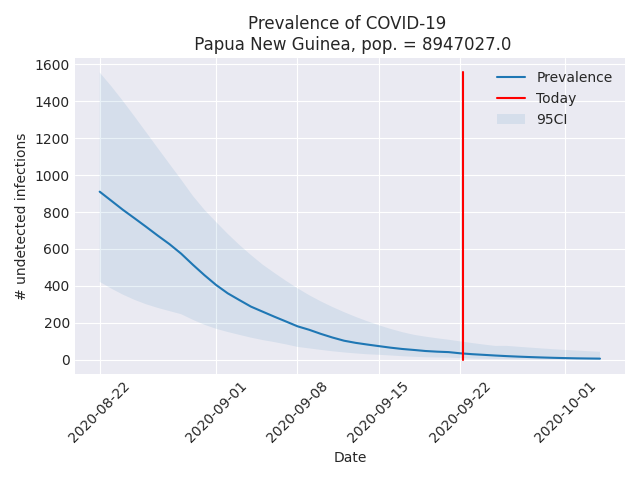 Prevalence of COVID-19
Papua New Guinea, pop. = 8947027.0
# undetected infections
1600
1400
1200
1000
800
600
400
200
0
Prevalence
Today
95CI
2020-08-22
2020-09-01
2020-09-08
2020-09-15
2020-09-22
2020-10-01
Date